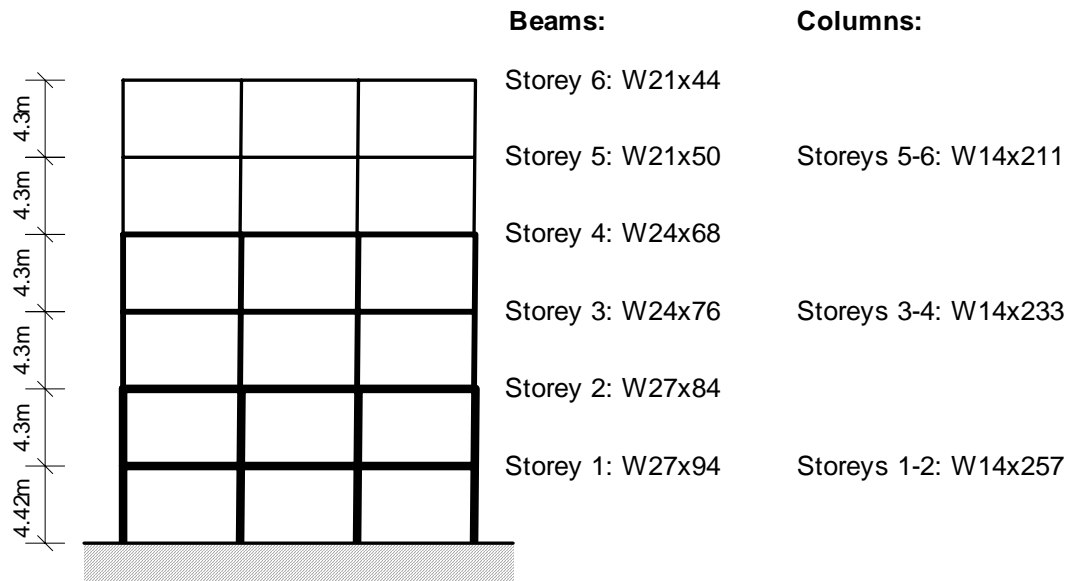 Beams: Columns:
4.3m Storey 6: W21x44
4.3m Storey 5: W21x50 Storeys 5-6: W14x211
4.3m Storey 4: W24x68
4.3m Storey 3: W24x76 Storeys 3-4: W14x233
4.3m Storey 2: W27x84
4.42m Storey 1: W27x94 Storeys 1-2: W14x257